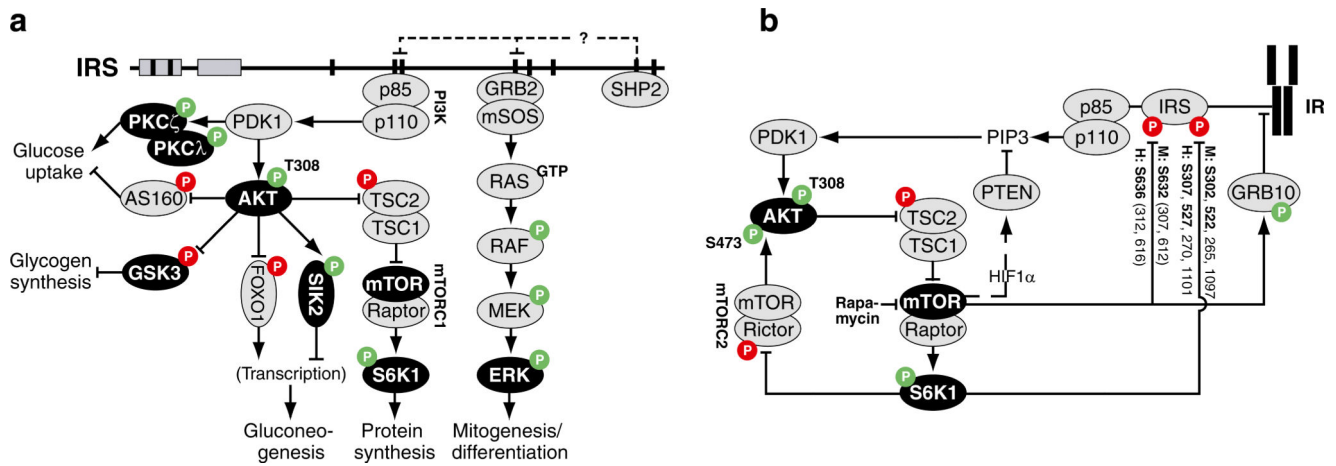 a
?
IRS
p85
PI3K
GRB2
SHP2
p110
mSOS
PKCζ
P
PKCλ
P
PDK1
Glucose
uptake
T308
GTP
RAS
AS160
P
AKT
P
P
TSC2
TSC1
RAF
P
Glycogen
synthesis
GSK3
P
FOXO1
P
SIK2
P
mTOR
Raptor
mTORC1
MEK
P
(Transcription)
P
S6K1
ERK
P
Gluconeo-
genesis
Protein
synthesis
Mitogenesis/
differentiation
b
p85
p110
IRS
P
P
IR
PDK1
PIP3
T308
P
AKT
P
S473
P
TSC2
TSC1
PTEN
H: S636 (312, 616)
M: S632 (307, 612)
H: S307, 527, 270, 1101
M: S302, 522, 265, 1097
GRB10
P
HIF1α
mTOR
Rictor
P
mTORC2
Rapa-
mycin
mTOR
Raptor
P
S6K1